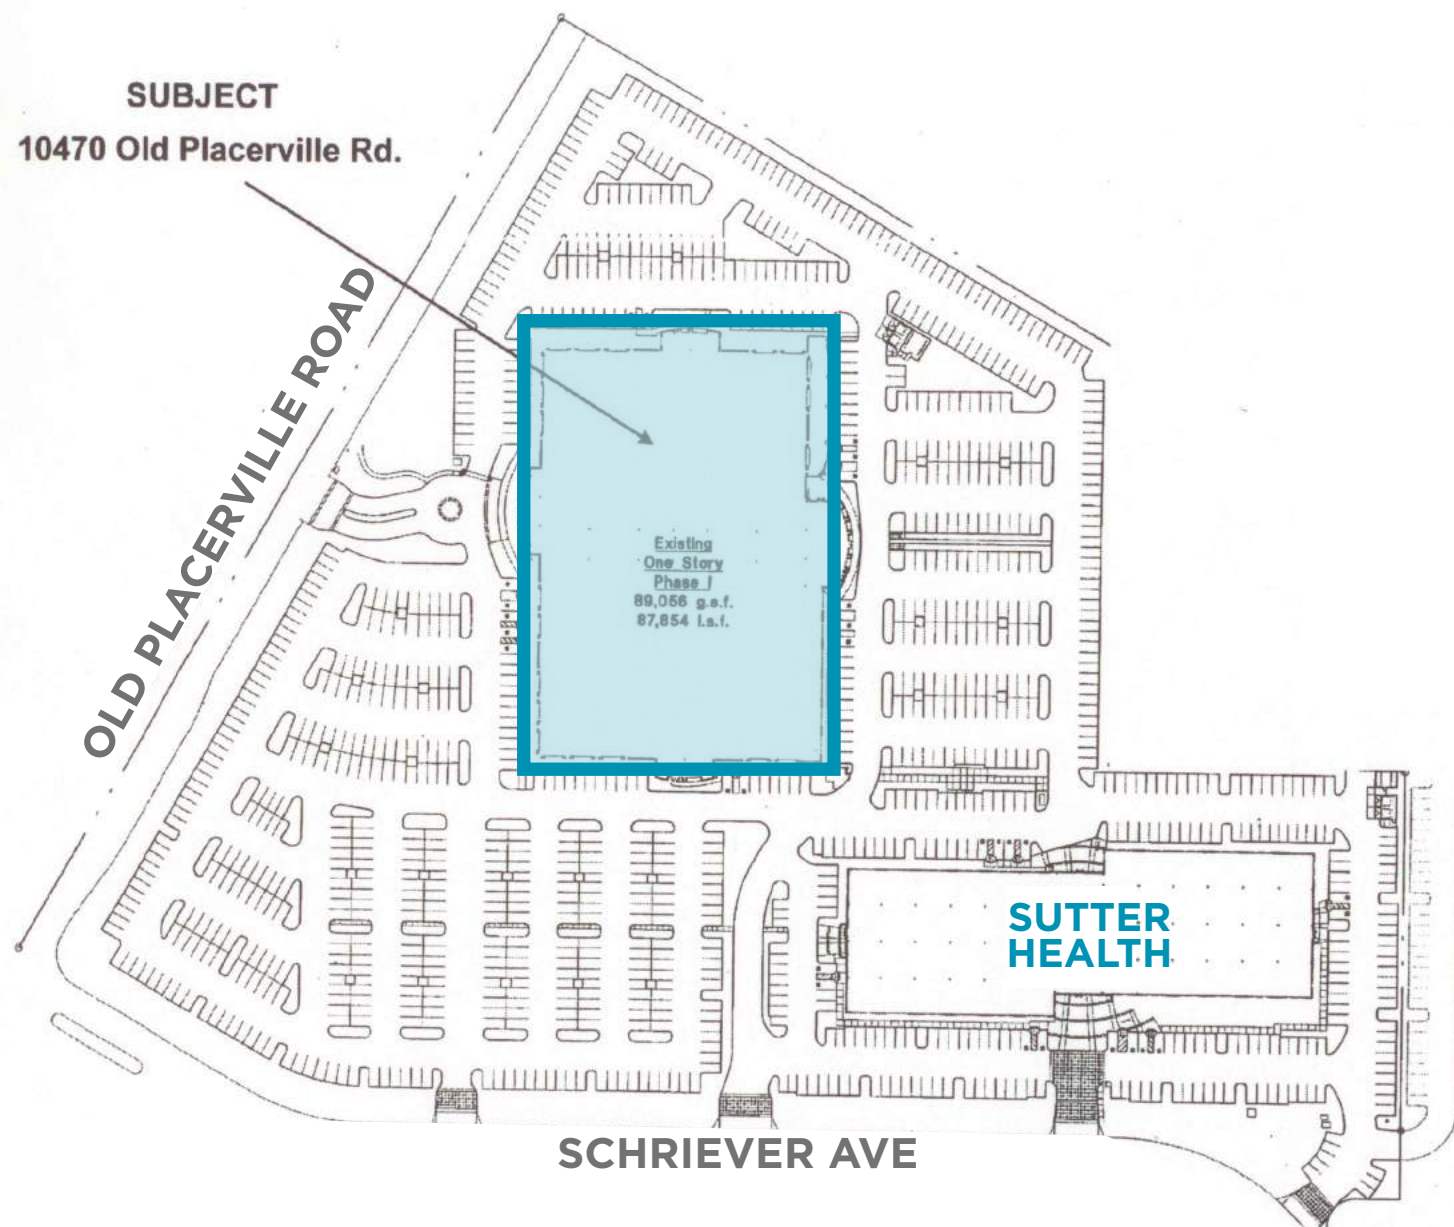 SUBJECT
10470 Old Placerville Rd.
OLD PLACERVILLE ROAD
Existing
One Story
Phase I
89,056 g.s.f.
87,854 l.s.f.
SUTTER
HEALTH
SCHRIEVER AVE